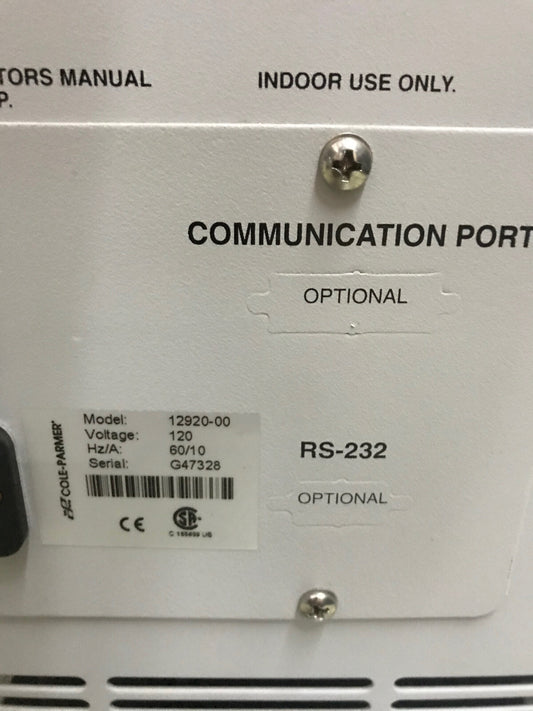 TORS MANUAL
P.
INDOOR USE ONLY.
COMMUNICATION PORT
OPTIONAL
COLE-PARMER
Model: 12920-00
Voltage: 120
Hz/A: 60/10
Serial: G47328
CE
SA
RS-232
OPTIONAL